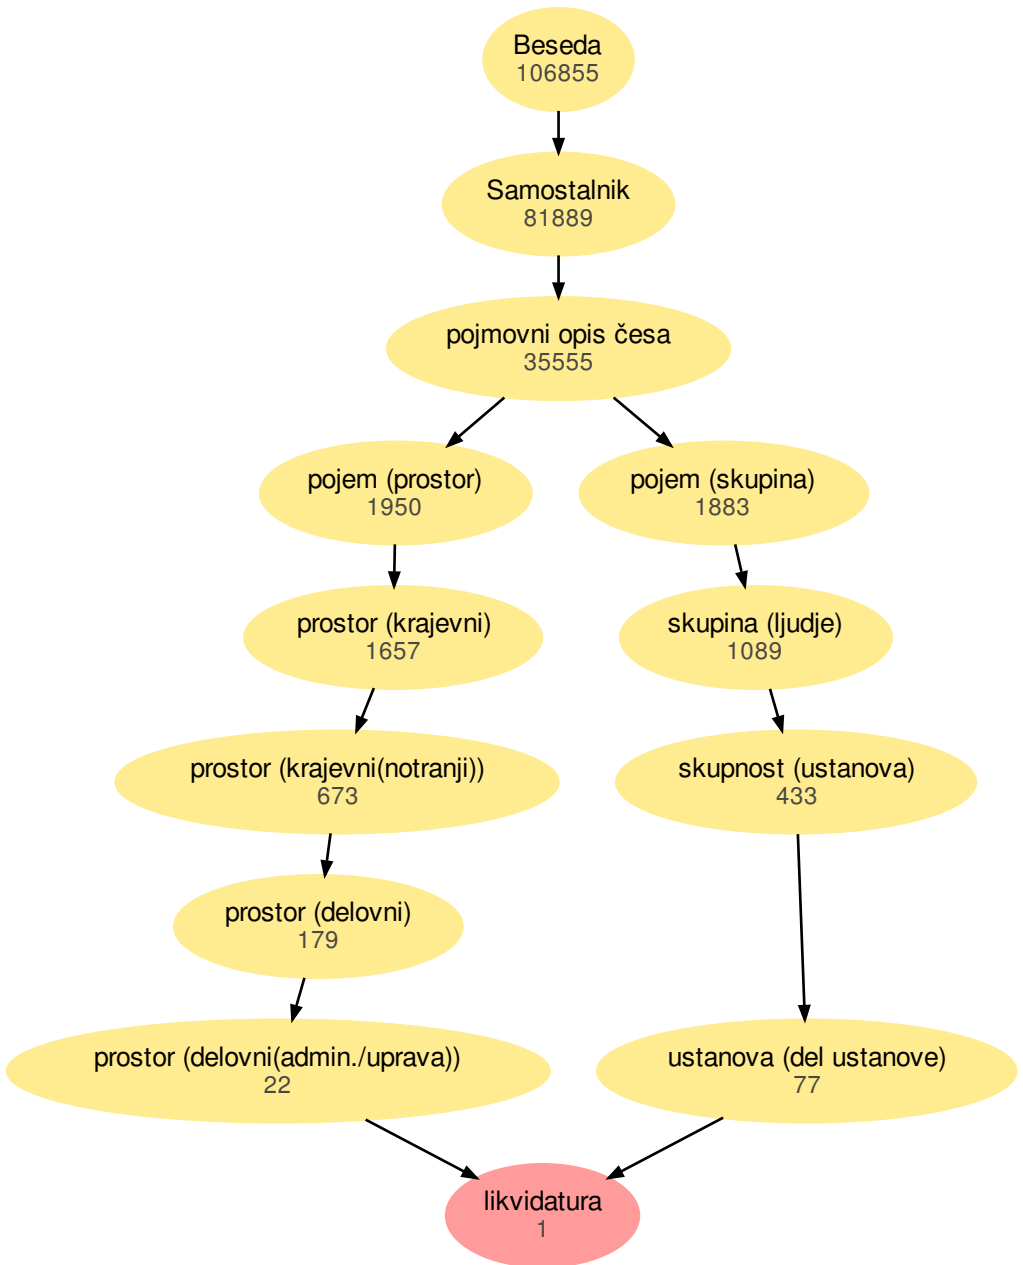 Beseda
106855
Samostalnik
81889
pojmovni opis česa
35555
pojem (prostor)
1950
pojem (skupina)
1883
prostor (krajevni)
1657
skupina (ljudje)
1089
prostor (krajevni(notranji))
673
skupnost (ustanova)
433
prostor (delovni)
179
prostor (delovni(admin./uprava))
22
ustanova (del ustanove)
77
likvidatura
1